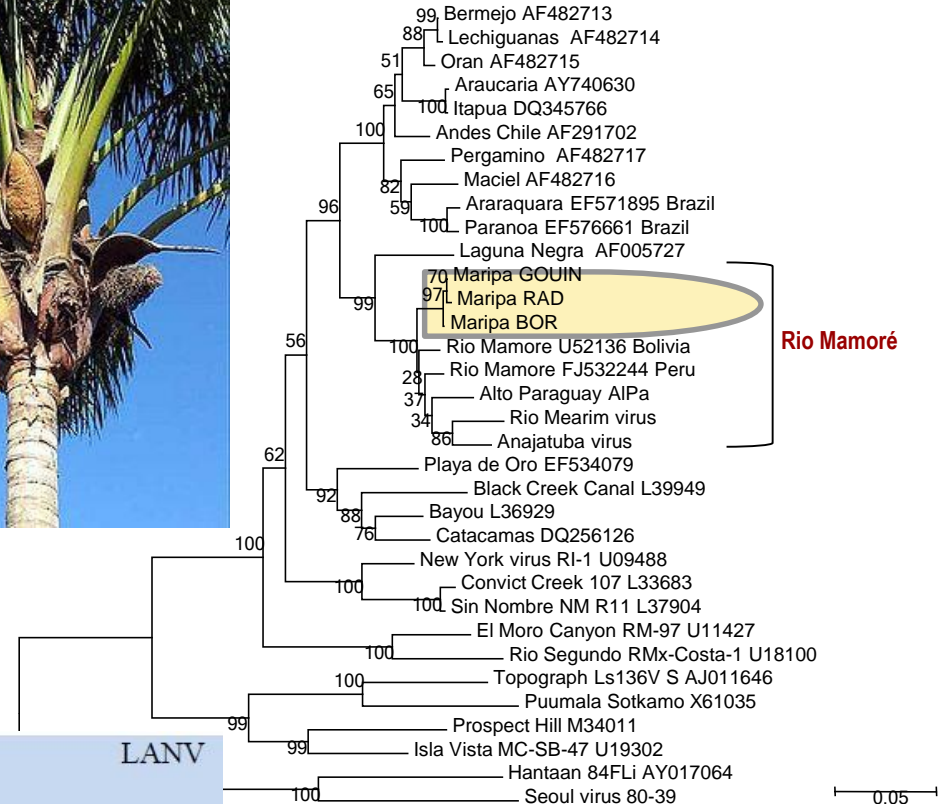 99 Bermejo AF482713
88 Lechiguanas AF482714
51 Oran AF482715
65 Araucaria AY740630
100 Itapua DQ345766
100 Andes Chile AF291702
Pergamino AF482717
82 Maciel AF482716
59 Araraquara EF571895 Brazil
96 100 Paranoa EF576661 Brazil
Laguna Negra AF005727
70 Maripa GOUIN
99 97 Maripa RAD
Maripa BOR
56 100 Rio Mamore U52136 Bolivia
Rio Mamoré
28 Rio Mamore FJ532244 Peru
37 Alto Paraguay AlPa
34 Rio Mearim virus
86 Anajatuba virus
62 Playa de Oro EF534079
92 Black Creek Canal L39949
88 Bayou L36929
76 Catacamas DQ256126
100 New York virus RI-1 U09488
100 Convict Creek 107 L33683
100 Sin Nombre NM R11 L37904
El Moro Canyon RM-97 U11427
100 Rio Segundo RMx-Costa-1 U18100
100 Topograph Ls136V S AJ011646
Puumala Sotkamo X61035
99 Prospect Hill M34011
99 Isla Vista MC-SB-47 U19302
LANV
Hantaan 84FLi AY017064
100 Seoul virus 80-39
0.05